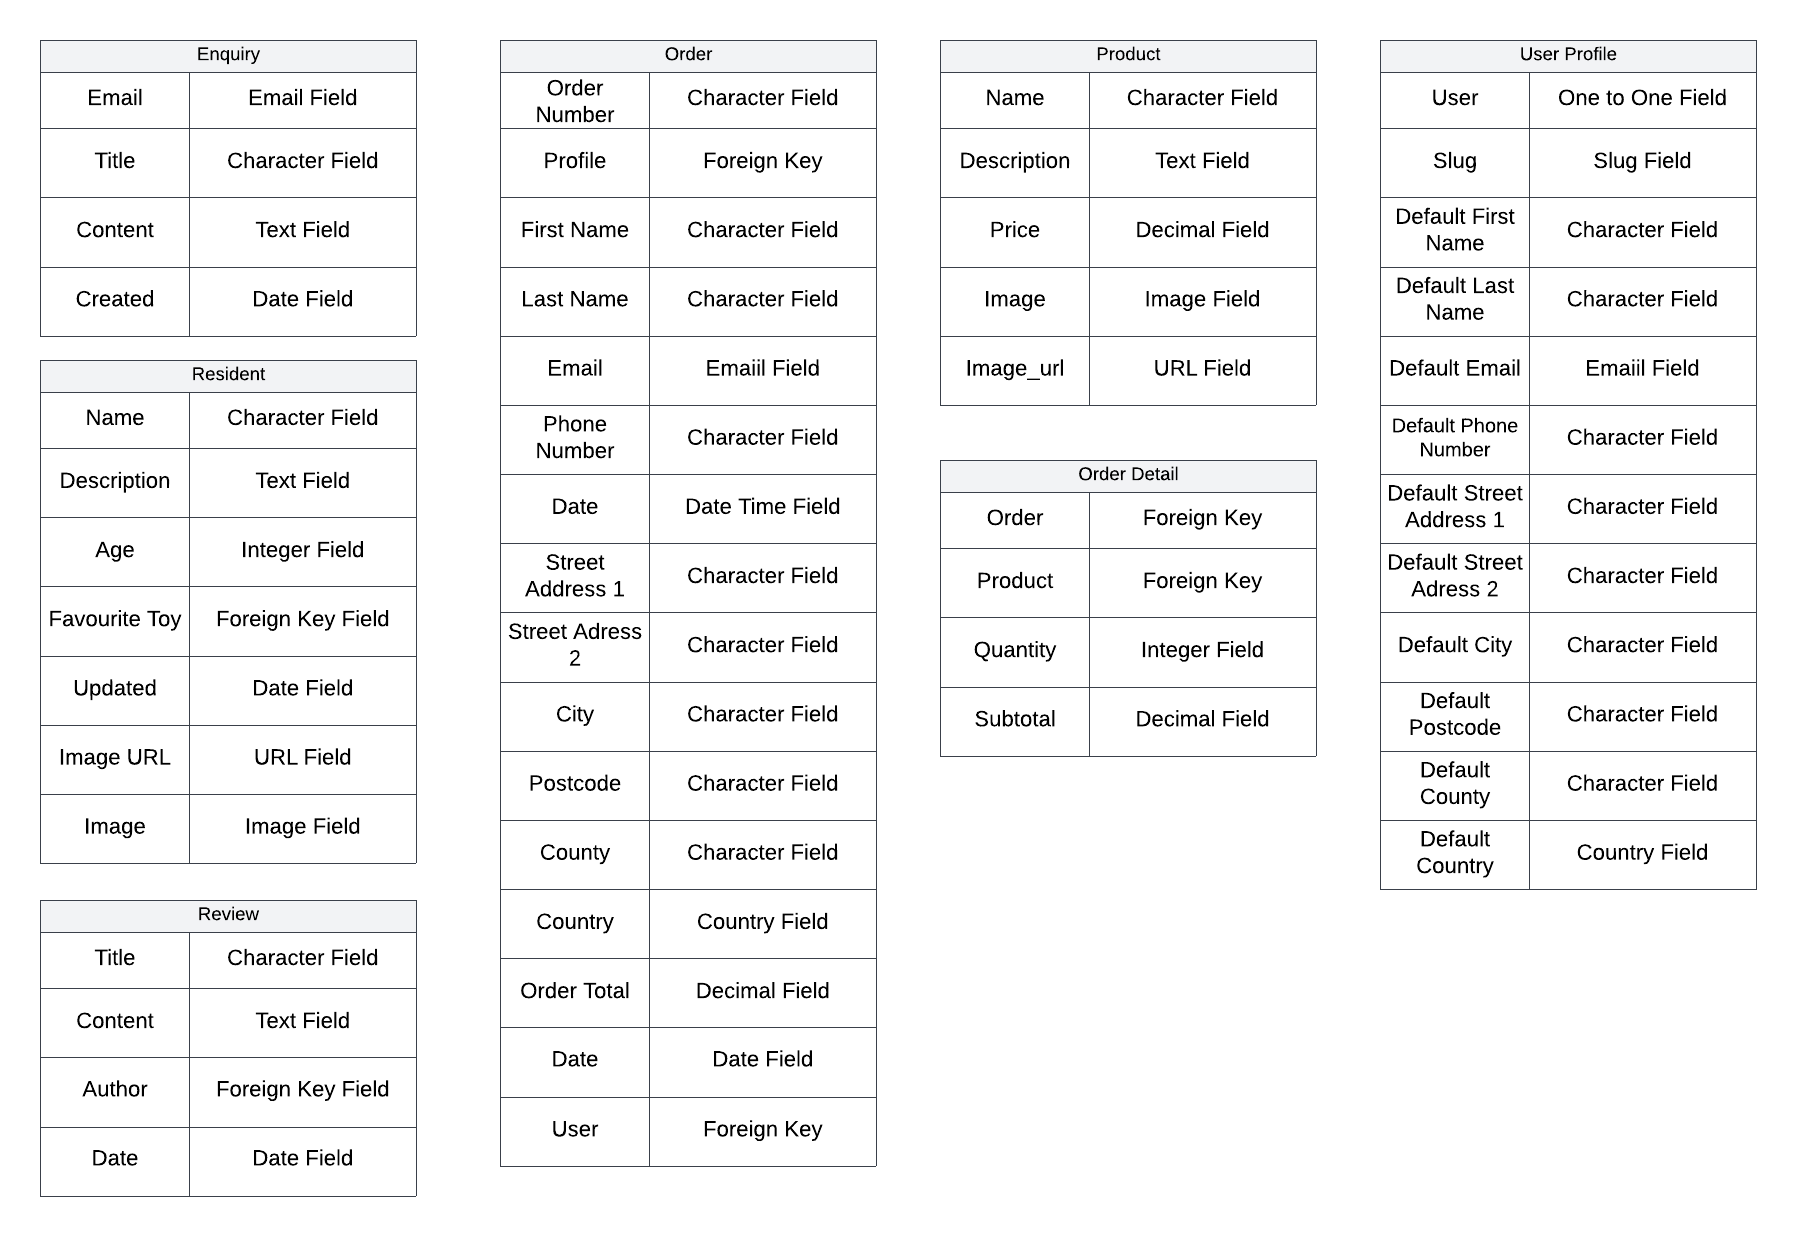 Enquiry
Email Email Field
Title Character Field
Content Text Field
Created Date Field
Resident
Name Character Field
Description Text Field
Age Integer Field
Favourite Toy Foreign Key Field
Updated Date Field
Image URL URL Field
Image Image Field
Review
Title Character Field
Content Text Field
Author Foreign Key Field
Date Date Field
Order
Order
Number
Character Field
Profile Foreign Key
First Name Character Field
Last Name Character Field
Email Emaiil Field
Phone
Number
Character Field
Date Date Time Field
Street
Address 1
Character Field
Street Adress
2
Character Field
City Character Field
Postcode Character Field
County Character Field
Country Country Field
Order Total Decimal Field
Date Date Field
User Foreign Key
Product
Name Character Field
Description Text Field
Price Decimal Field
Image Image Field
Image_url URL Field
Order Detail
Order Foreign Key
Product Foreign Key
Quantity Integer Field
Subtotal Decimal Field
User Profile
User One to One Field
Slug Slug Field
Default First
Name
Character Field
Default Last
Name
Character Field
Default Email Emaiil Field
Default Phone
Number
Character Field
Default Street
Address 1
Character Field
Default Street
Adress 2
Character Field
Default City Character Field
Default
Postcode
Character Field
Default
County
Character Field
Default
Country
Country Field